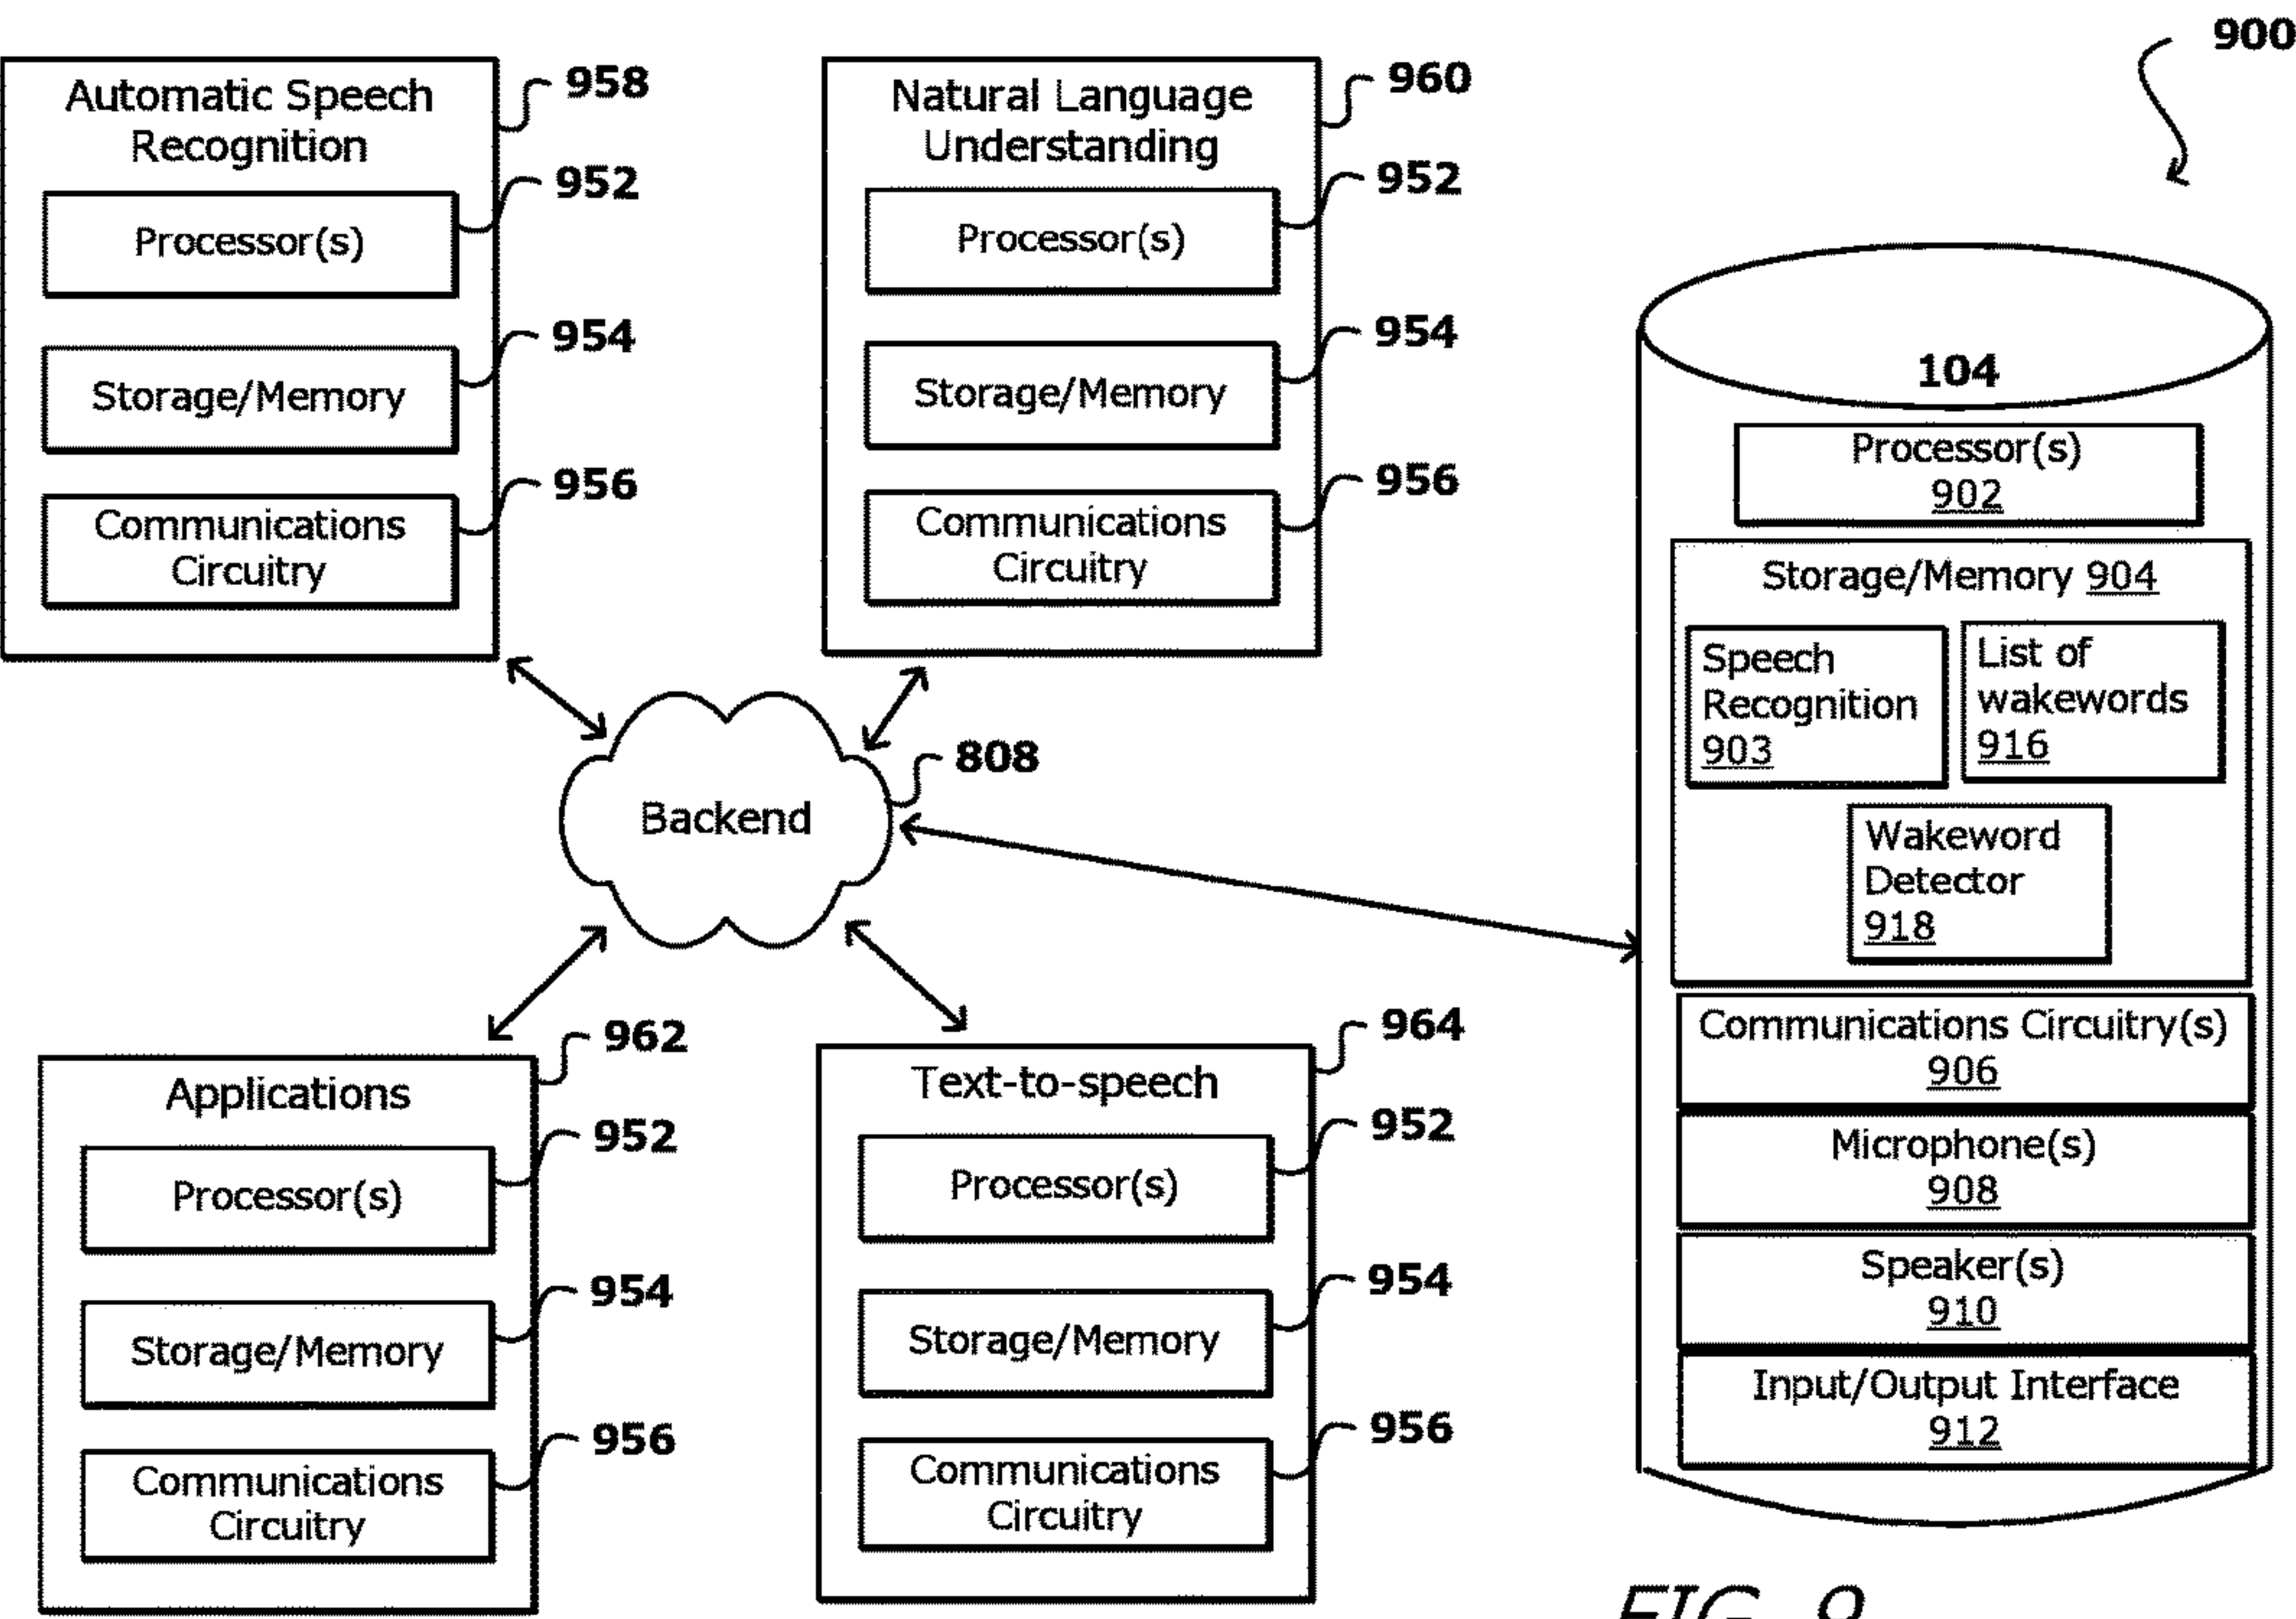 900
Automatic Speech
Recognition
958
Processor(s)
952
Storage/Memory
954
Communications
Circuitry
956
Natural Language
Understanding
960
Processor(s)
952
Storage/Memory
954
Communications
Circuitry
956
Backend
808
Applications
962
Processor(s)
952
Storage/Memory
954
Communications
Circuitry
956
Text-to-speech
964
Processor(s)
952
Storage/Memory
954
Communications
Circuitry
956
104
Processor(s)
902
Storage/Memory 904
Speech
Recognition
903
List of
wakewords
916
Wakeword
Detector
918
Communications Circuitry(s)
906
Microphone(s)
908
Speaker(s)
910
Input/Output Interface
912
FIG. 9